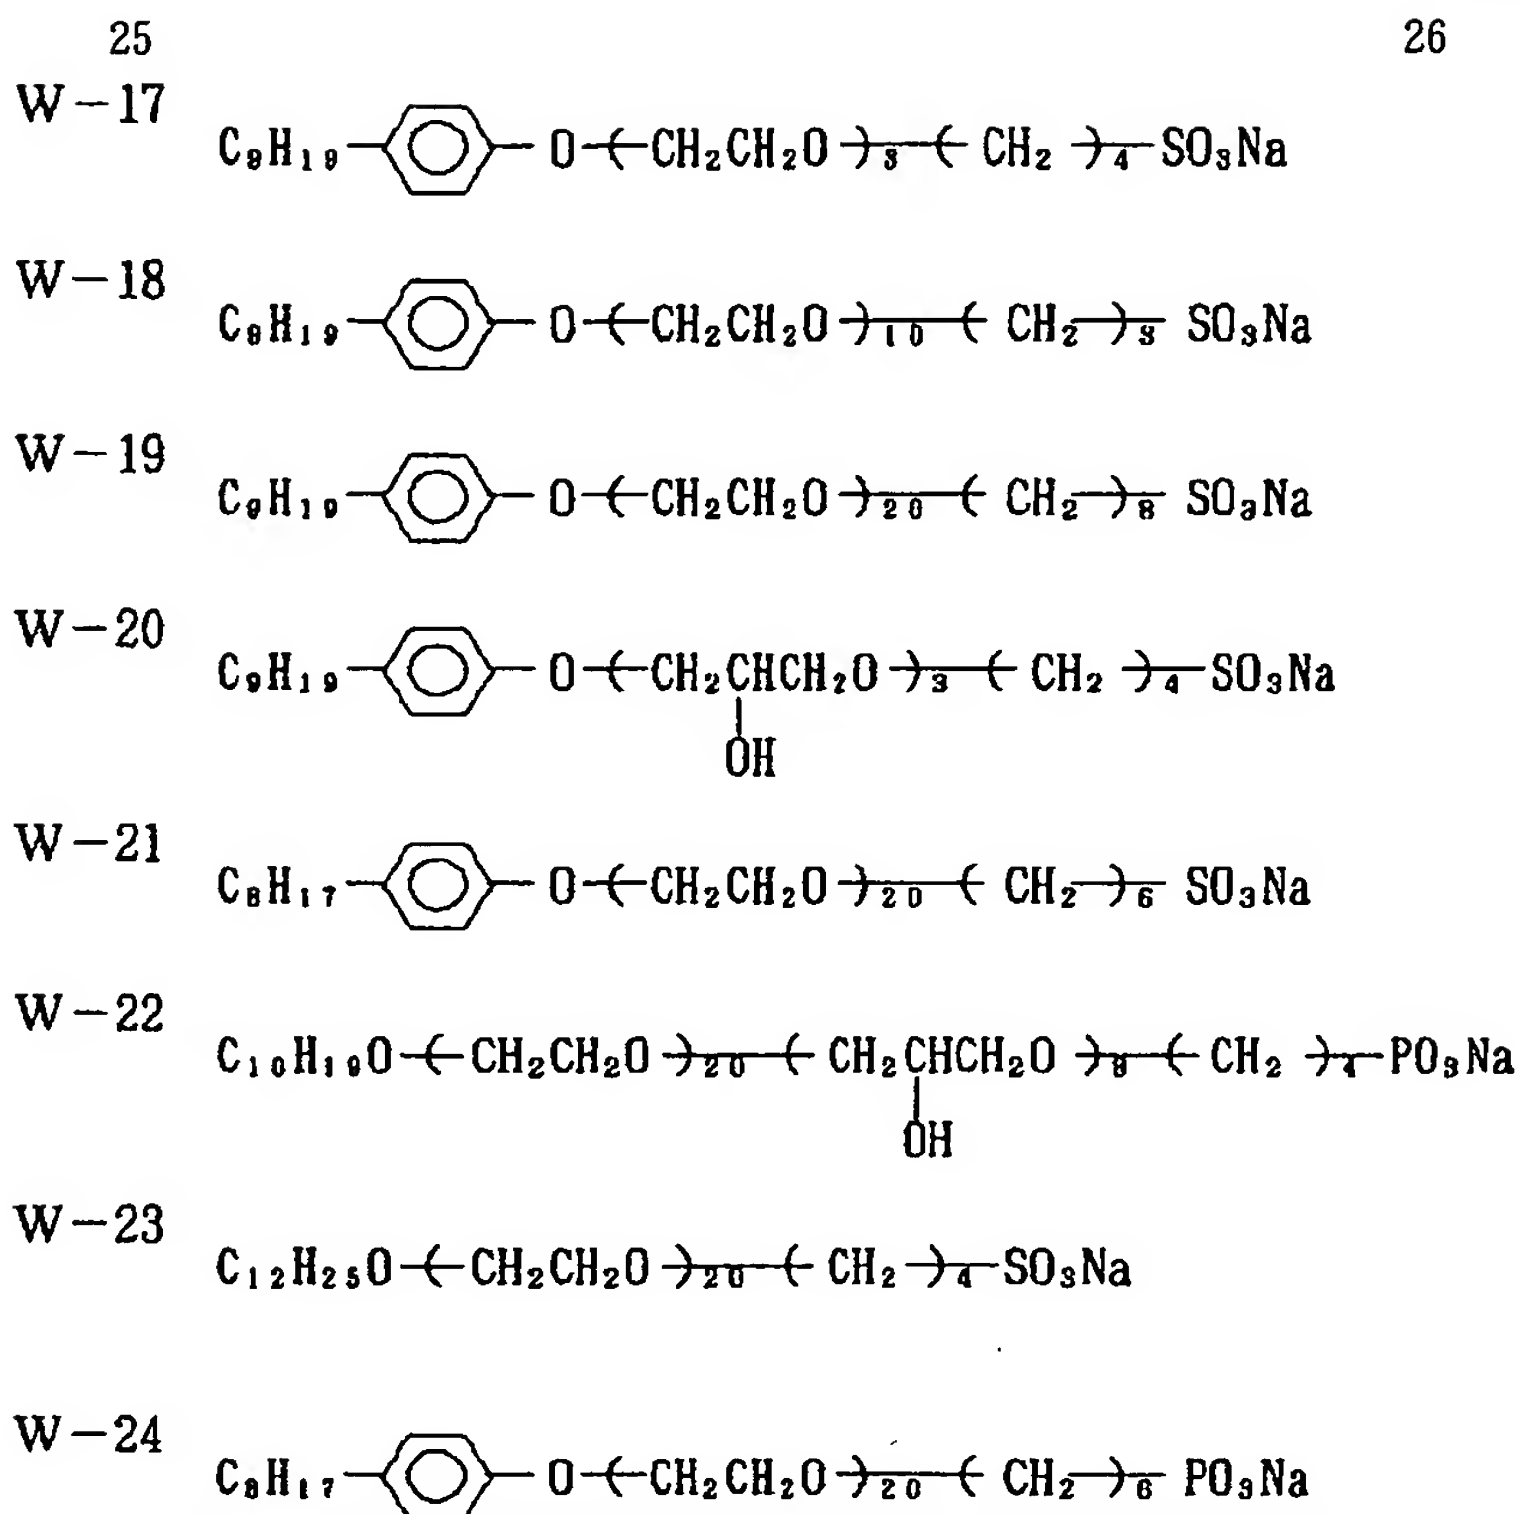 25 26
W-17
C₉H₁₉- -O-(CH₂CH₂O)₃-(CH₂)₄-SO₃Na
W-18
C₉H₁₉- -O-(CH₂CH₂O)₁₀-(CH₂)₃-SO₃Na
W-19
C₉H₁₉- -O-(CH₂CH₂O)₂₀-(CH₂)₈-SO₃Na
W-20
C₉H₁₉- -O-(CH₂CHCH₂O)₃-(CH₂)₄-SO₃Na
OH
W-21
C₈H₁₇- -O-(CH₂CH₂O)₂₀-(CH₂)₆-SO₃Na
W-22
C₁₀H₁₉O-(CH₂CH₂O)₂₀-(CH₂CHCH₂O) -(CH₂)₄-PO₃Na
OH
W-23
C₁₂H₂₅O-(CH₂CH₂O)₂₀-(CH₂)₄-SO₃Na
W-24
C₈H₁₇- -O-(CH₂CH₂O)₂₀-(CH₂)₆-PO₃Na